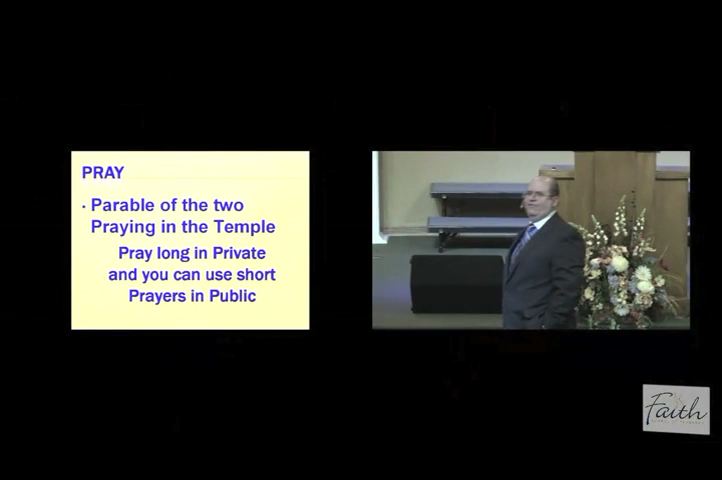 PRAY
· Parable of the two
Praying in the Temple
Pray long in Private
and you can use short
Prayers in Public
Faith